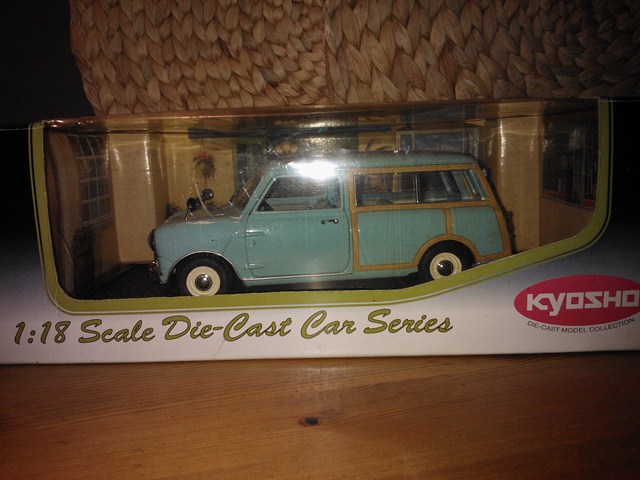 1:18 Scale Die-Cast Car Series
KYOSHO
DIE-CAST MODEL COLLECTION